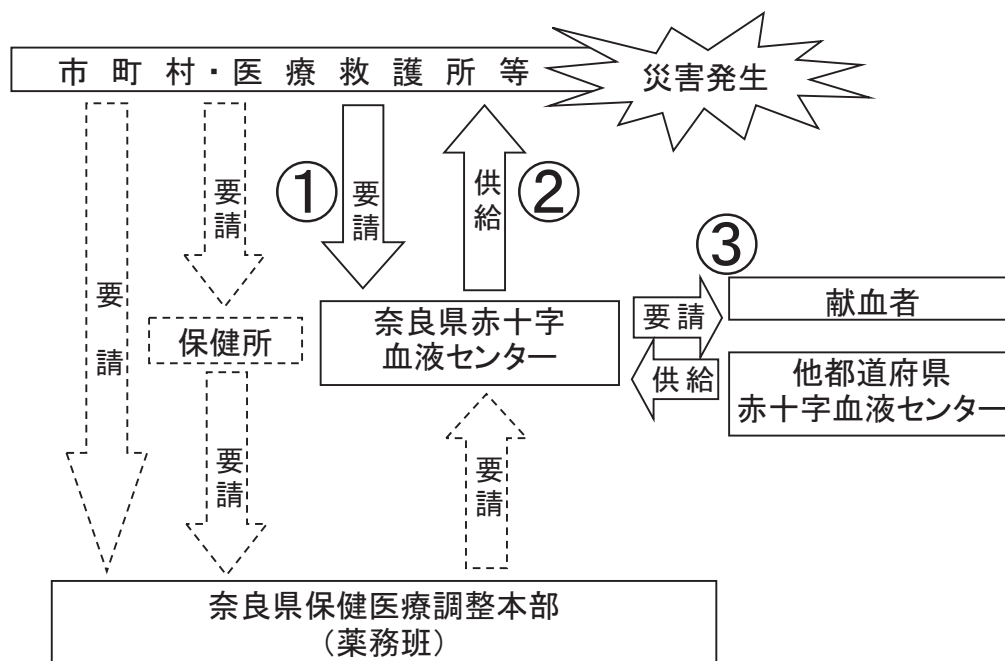 市町村・医療救護所等
災害発生
要請
要請
①
要請
供給
②
③
保健所
奈良県赤十字
血液センター
要請
供給
献血者
他都道府県
赤十字血液センター
要請
要請
奈良県保健医療調整本部
（薬務班）